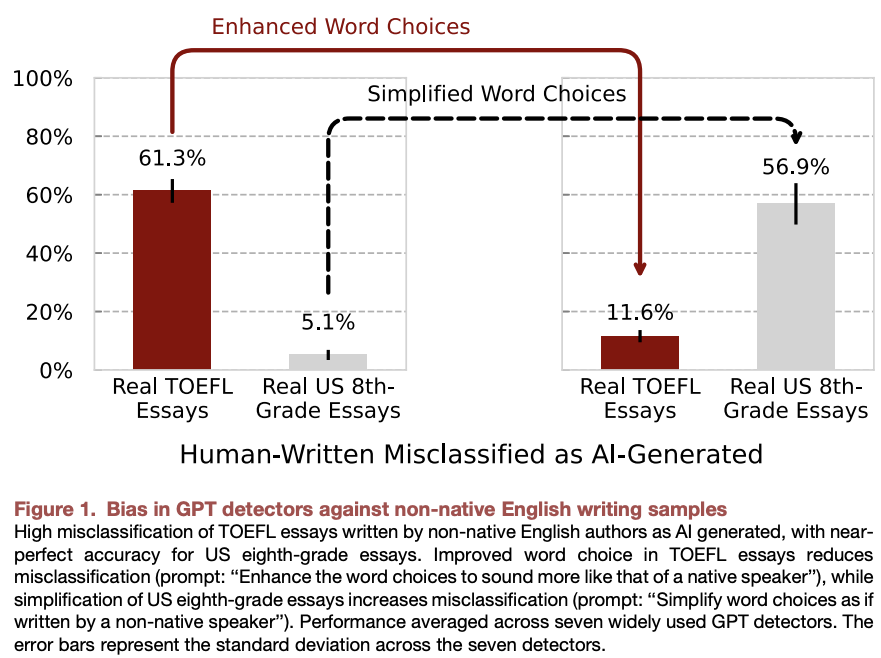 Enhanced Word Choices
Simplified Word Choices
100%
80%
60%
40%
20%
0%
61.3%
5.1%
11.6%
56.9%
Real TOEFL
Essays
Real US 8th-
Grade Essays
Real TOEFL
Essays
Real US 8th-
Grade Essays
Human-Written Misclassified as AI-Generated
Figure 1. Bias in GPT detectors against non-native English writing samples
High misclassification of TOEFL essays written by non-native English authors as AI generated, with near-
perfect accuracy for US eighth-grade essays. Improved word choice in TOEFL essays reduces
misclassification (prompt: “Enhance the word choices to sound more like that of a native speaker”), while
simplification of US eighth-grade essays increases misclassification (prompt: “Simplify word choices as if
written by a non-native speaker”). Performance averaged across seven widely used GPT detectors. The
error bars represent the standard deviation across the seven detectors.